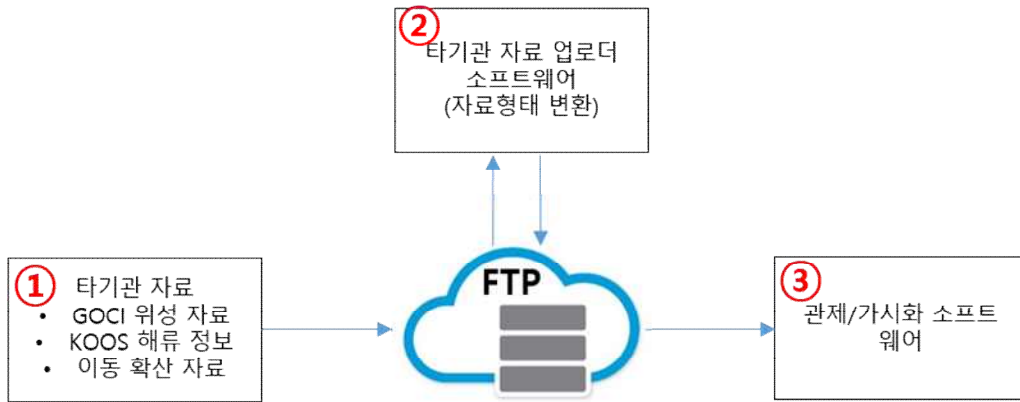 ②
타기관 자료 업로더
소프트웨어
(자료형태 변환)
FTP
①
타기관 자료
• GOCI 위성 자료
• KOOS 해류 정보
• 이동 확산 자료
③
관제/가시화 소프트
웨어